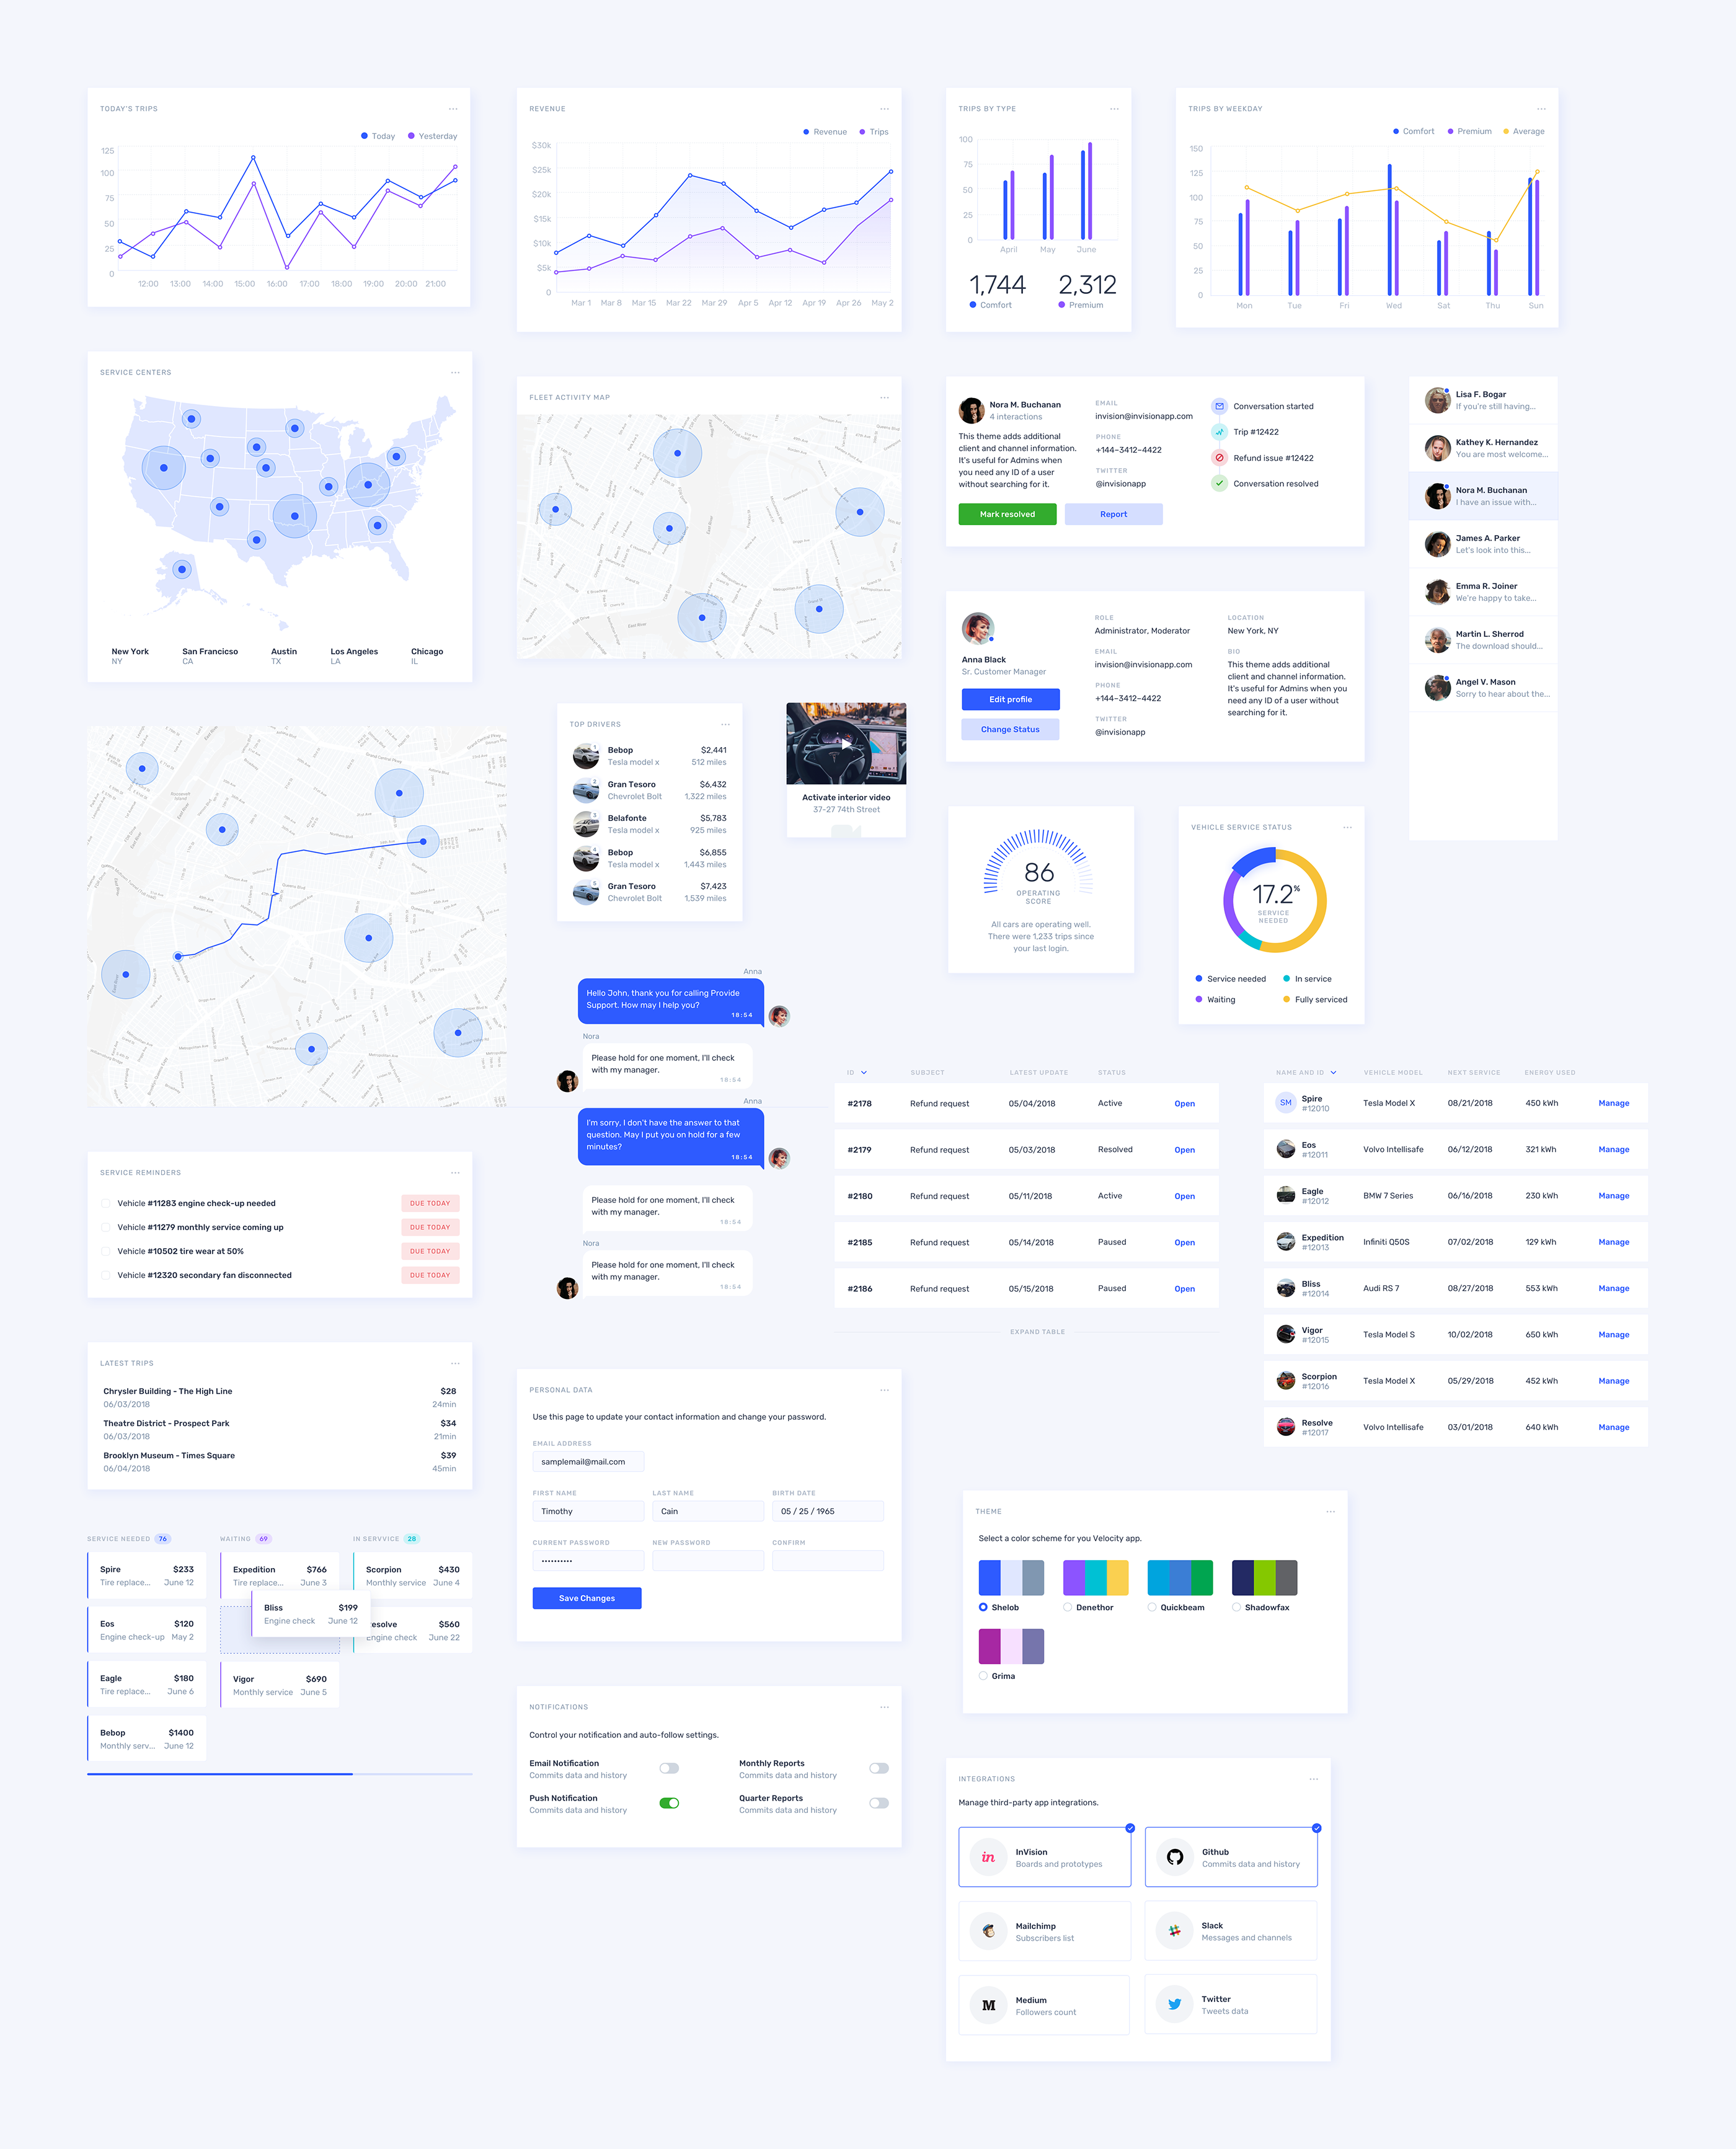 TODAY'S TRIPS
Today
Yesterday
125
100
75
50
25
0
12:00 13:00 14:00 15:00 16:00 17:00 18:00 19:00 20:00 21:00
REVENUE
Revenue
Trips
$30k
$25k
$20k
$15k
$10k
$5k
0
Mar 1 Mar 8 Mar 15 Mar 22 Mar 29 Apr 5 Apr 12 Apr 19 Apr 26 May 2
TRIPS BY TYPE
100
75
50
25
0
April May June
1,744 2,312
Comfort Premium
TRIPS BY WEEKDAY
Comfort Premium Average
150
125
100
75
50
25
0
Mon Tue Fri Wed Sat Thu Sun
SERVICE CENTERS
New York San Francicso Austin Los Angeles Chicago
NY CA TX LA IL
FLEET ACTIVITY MAP
Nora M. Buchanan
4 interactions
This theme adds additional
client and channel information.
It's useful for Admins when
you need any ID of a user
without searching for it.
Mark resolved
Report
EMAIL
invision@invisionapp.com
PHONE
+144-3412-4422
TWITTER
@invisionapp
Conversation started
Trip #12422
Refund issue #12422
Conversation resolved
Lisa F. Bogar
If you're still having...
Kathey K. Hernandez
You are most welcome...
Nora M. Buchanan
I have an issue with...
James A. Parker
Let's look into this...
Emma R. Joiner
We're happy to take...
Martin L. Sherrod
The download should...
Angel V. Mason
Sorry to hear about the...
Anna Black
Sr. Customer Manager
Edit profile
Change Status
ROLE
Administrator, Moderator
EMAIL
invision@invisionapp.com
PHONE
+144-3412-4422
TWITTER
@invisionapp
LOCATION
New York, NY
BIO
This theme adds additional
client and channel information.
It's useful for Admins when you
need any ID of a user without
searching for it.
TOP DRIVERS
1
Bebop $2,441
Tesla model x 512 miles
2
Gran Tesoro $6,432
Chevrolet Bolt 1,322 miles
3
Belafonte $5,783
Tesla model x 925 miles
4
Bebop $6,855
Tesla model x 1,443 miles
5
Gran Tesoro $7,423
Chevrolet Bolt 1,539 miles
Activate interior video
37-27 74th Street
86
OPERATING
SCORE
All cars are operating well.
There were 1,233 trips since
your last login.
VEHICLE SERVICE STATUS
17.2%
SERVICE
NEEDED
Service needed In service
Waiting Fully serviced
Anna
Hello John, thank you for calling Provide
Support. How may I help you?
18:54
Nora
Please hold for one moment, I'll check
with my manager.
18:54
Anna
I'm sorry, I don't have the answer to that
question. May I put you on hold for a few
minutes?
18:54
Please hold for one moment, I'll check
with my manager.
18:54
Nora
Please hold for one moment, I'll check
with my manager.
18:54
ID SUBJECT LATEST UPDATE STATUS
#2178 Refund request 05/04/2018 Active Open
#2179 Refund request 05/03/2018 Resolved Open
#2180 Refund request 05/11/2018 Active Open
#2185 Refund request 05/14/2018 Paused Open
#2186 Refund request 05/15/2018 Paused Open
EXPAND TABLE
NAME AND ID VEHICLE MODEL NEXT SERVICE ENERGY USED
SM
Spire
#12010
Tesla Model X 08/21/2018 450 kWh Manage
Eos
#12011
Volvo Intellisafe 06/12/2018 321 kWh Manage
Eagle
#12012
BMW 7 Series 06/16/2018 230 kWh Manage
Expedition
#12013
Infiniti Q50S 07/02/2018 129 kWh Manage
Bliss
#12014
Audi RS 7 08/27/2018 553 kWh Manage
Vigor
#12015
Tesla Model S 10/02/2018 650 kWh Manage
Scorpion
#12016
Tesla Model X 05/29/2018 452 kWh Manage
Resolve
#12017
Volvo Intellisafe 03/01/2018 640 kWh Manage
SERVICE REMINDERS
Vehicle #11283 engine check-up needed DUE TODAY
Vehicle #11279 monthly service coming up DUE TODAY
Vehicle #10502 tire wear at 50% DUE TODAY
Vehicle #12320 secondary fan disconnected DUE TODAY
LATEST TRIPS
Chrysler Building - The High Line $28
06/03/2018 24min
Theatre District - Prospect Park $34
06/03/2018 21min
Brooklyn Museum - Times Square $39
06/04/2018 45min
SERVICE NEEDED 76
Spire $233
Tire replace... June 12
Eos $120
Engine check-up May 2
Eagle $180
Tire replace... June 6
Bebop $1400
Monthly serv... June 12
WAITING 69
Expedition $766
Tire replace... June 3
Bliss $199
Engine check June 12
Vigor $690
Monthly service June 5
IN SERVVICE 28
Scorpion $430
Monthly service June 4
esolve $560
Engine check June 22
PERSONAL DATA
Use this page to update your contact information and change your password.
EMAIL ADDRESS
samplemail@mail.com
FIRST NAME LAST NAME BIRTH DATE
Timothy Cain 05 / 25 / 1965
CURRENT PASSWORD NEW PASSWORD CONFIRM
••••••••••
Save Changes
NOTIFICATIONS
Control your notification and auto-follow settings.
Email Notification
Commits data and history
Monthly Reports
Commits data and history
Push Notification
Commits data and history
Quarter Reports
Commits data and history
THEME
Select a color scheme for you Velocity app.
Shelob Denethor Quickbeam Shadowfax
Grima
INTEGRATIONS
Manage third-party app integrations.
in
InVision
Boards and prototypes
Github
Commits data and history
Mailchimp
Subscribers list
Slack
Messages and channels
M
Medium
Followers count
Twitter
Tweets data